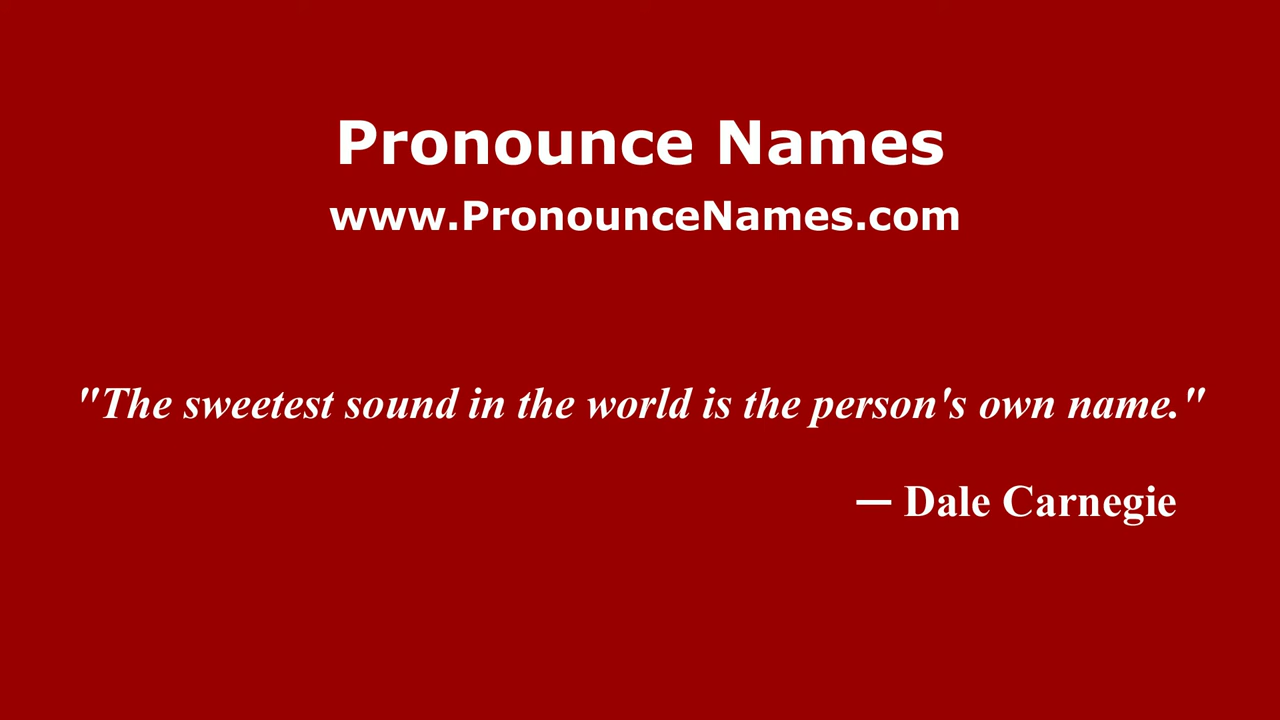 Pronounce Names
www.PronounceNames.com
"The sweetest sound in the world is the person's own name."
— Dale Carnegie